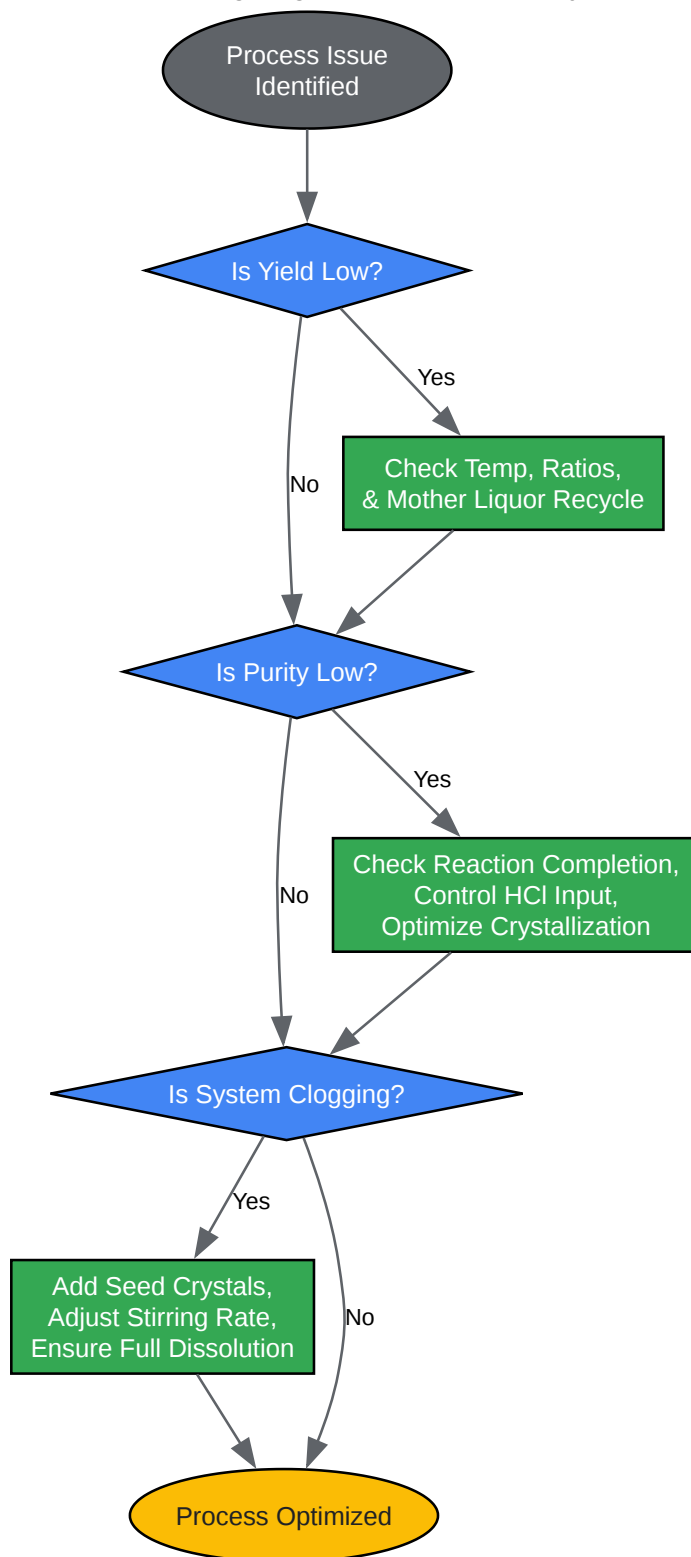 Process Issue
Identified
Is Yield Low?
Yes
No
Check Temp, Ratios,
& Mother Liquor Recycle
Is Purity Low?
Yes
No
Check Reaction Completion,
Control HCl Input,
Optimize Crystallization
Is System Clogging?
Yes
No
Add Seed Crystals,
Adjust Stirring Rate,
Ensure Full Dissolution
Process Optimized